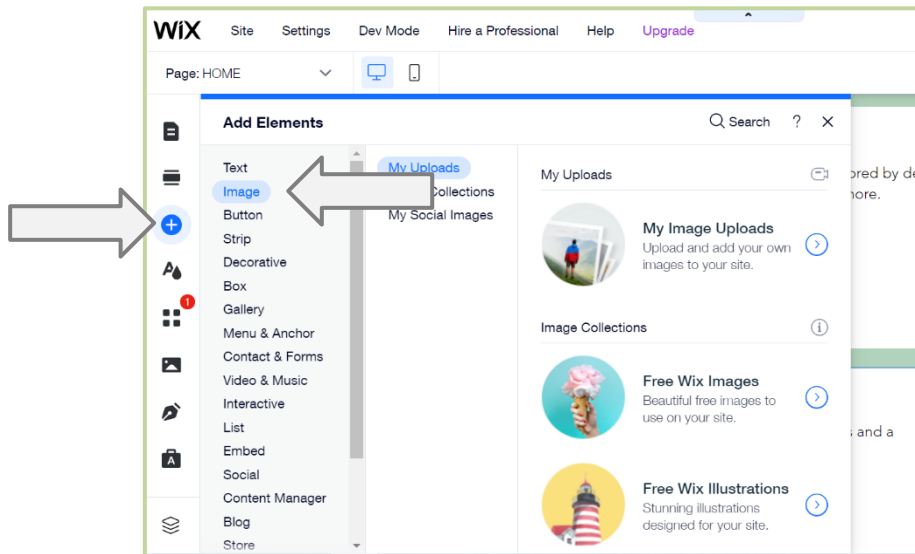 WiX Site Settings Dev Mode Hire a Professional Help Upgrade
Page: HOME
Add Elements
Search ? ×
Text
Image
Button
Strip
Decorative
Box
Gallery
Menu & Anchor
Contact & Forms
Video & Music
Interactive
List
Embed
Social
Content Manager
Blog
Store
My Uploads
Collections
My Social Images
My Uploads
My Image Uploads
Upload and add your own
images to your site.
Image Collections
Free Wix Images
Beautiful free images to
use on your site.
Free Wix Illustrations
Stunning illustrations
designed for your site.
1
A
A
ored by de
ore.
and a